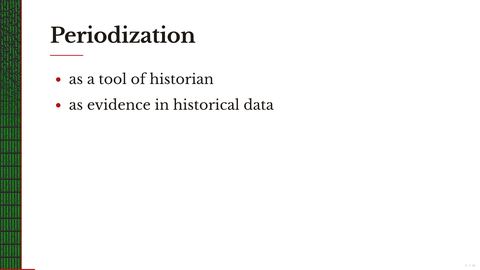 Periodization
as a tool of historian
as evidence in historical data